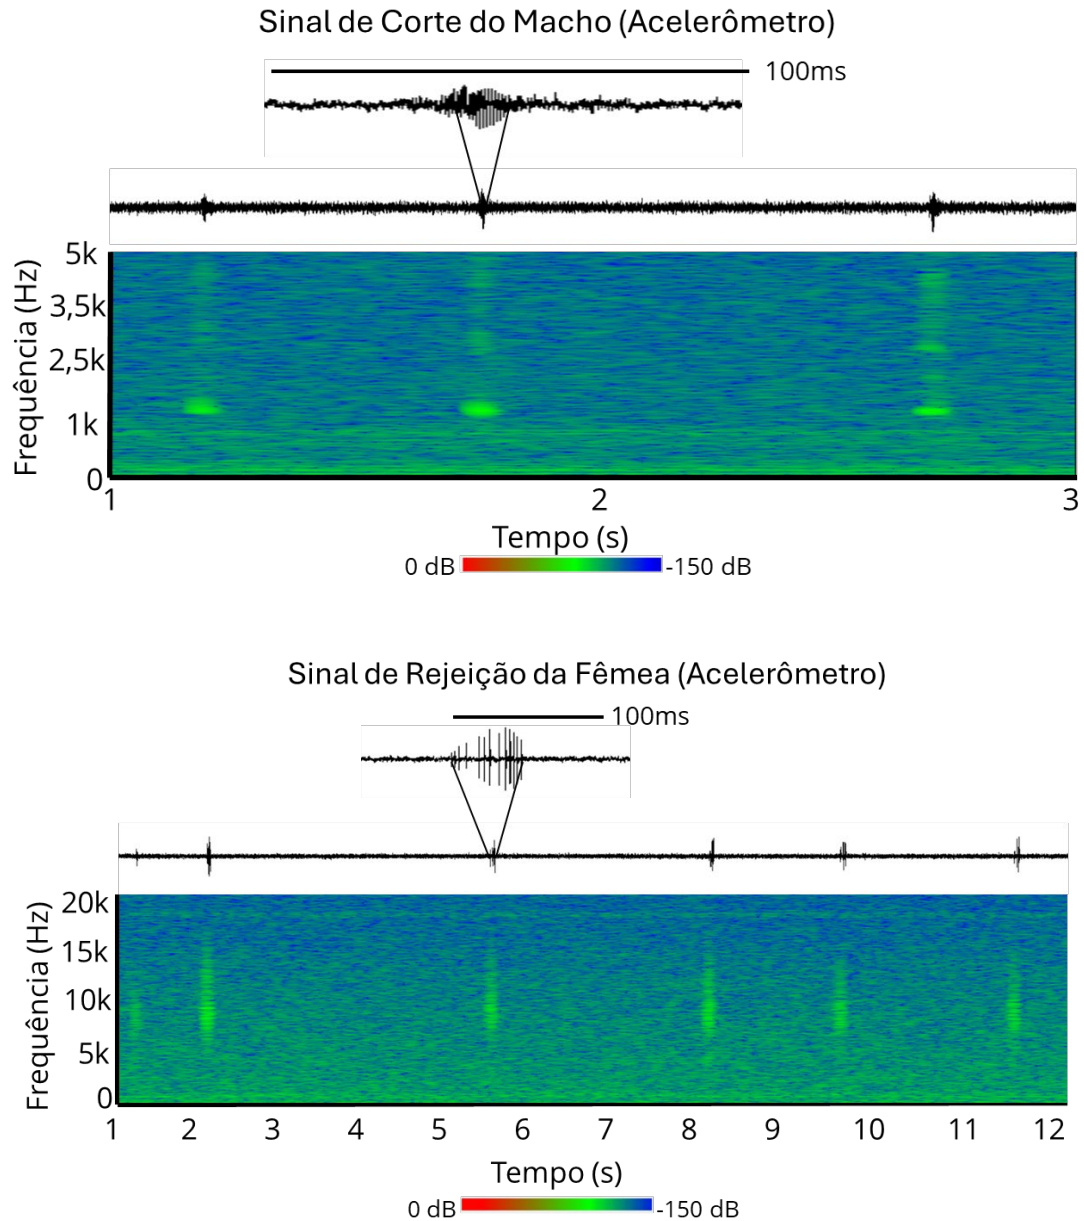 Sinal de Corte do Macho (Acelerômetro)
100ms
Frequência (Hz)
5k
3,5k
2,5k
1k
0
1 2 3
Tempo (s)
0 dB -150 dB
Sinal de Rejeição da Fêmea (Acelerômetro)
100ms
Frequência (Hz)
20k
15k
10k
5k
0
1 2 3 4 5 6 7 8 9 10 11 12
Tempo (s)
0 dB -150 dB